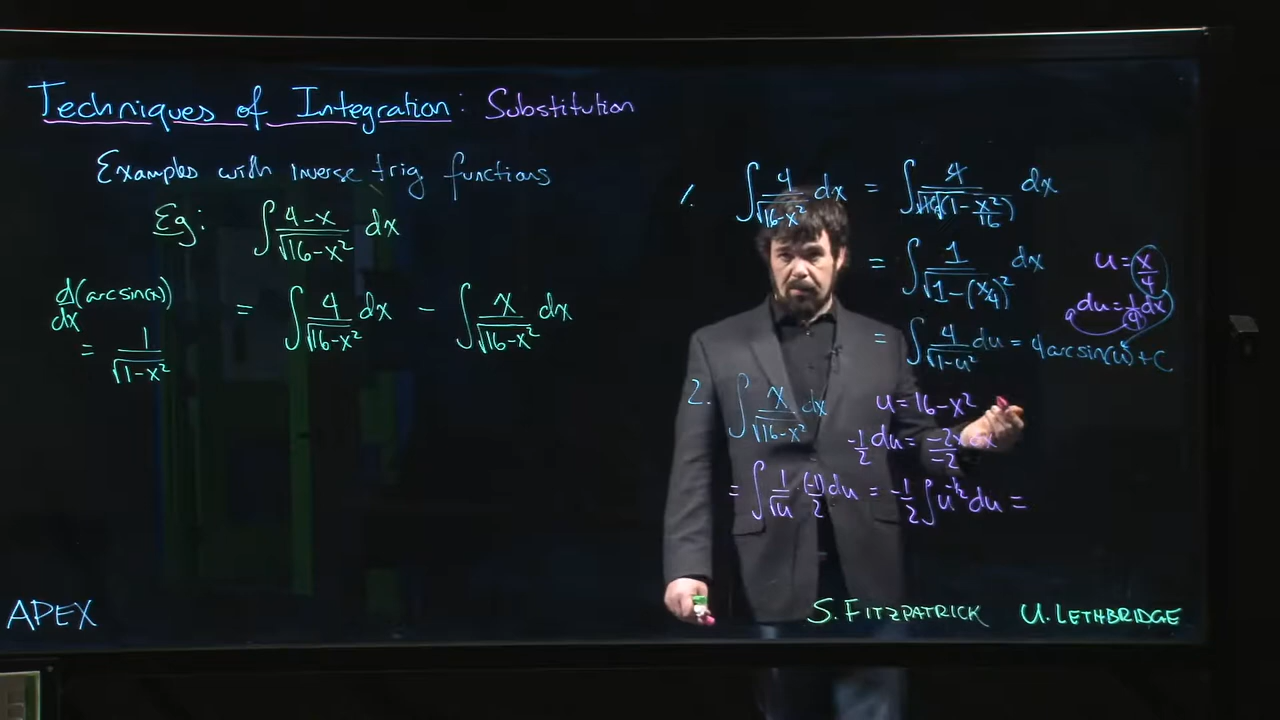 Techniques of Integration: Substitution
Examples with inverse trig functions
Eg: ∫ (4-x)/√(16-x²) dx
d/dx (arcsin(x)) = 1/√(1-x²)
= ∫ 4/√(16-x²) dx - ∫ x/√(16-x²) dx
1. ∫ 4/√(16-x²) dx = ∫ 4/√(16(1-x²/16)) dx
= ∫ 1/√(1-(x/4)²) dx
u = x/4
4du = 1/4 dx
= ∫ 4/√(1-u²) du = 4 arcsin(u) + C
2. ∫ x/√(16-x²) dx
u = 16-x²
-1/2 du = -2x dx/-2
= ∫ 1/√u · (-1/2) du = -1/2 ∫ u^(-1/2) du =
APEX
S. FITZPATRICK U. LETHBRIDGE